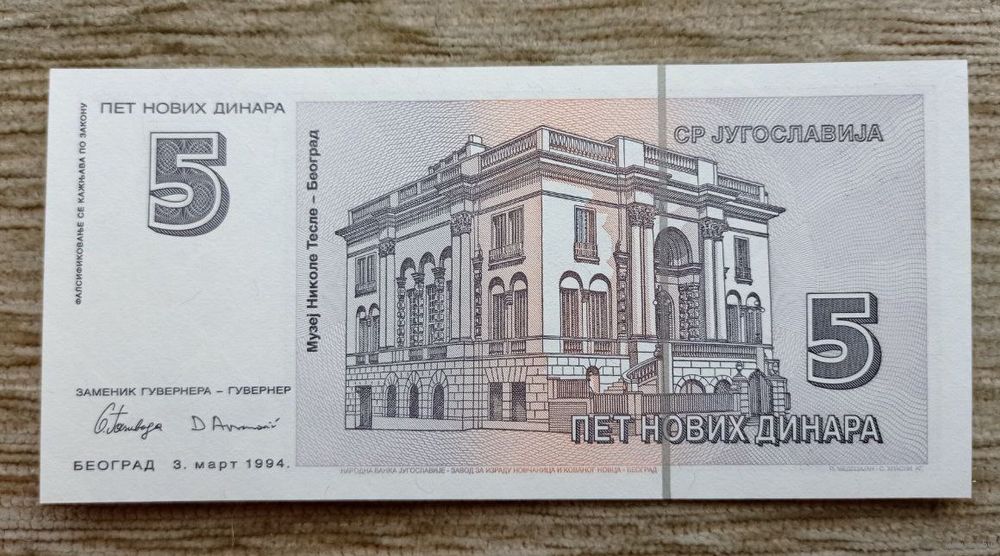 ПЕТ НОВИХ ДИНАРА
5
ФАЛСИФИКОВАЊЕ СЕ КАЖЊАВА ПО ЗАКОНУ
Музеј Николе Тесле – Београд
СР ЈУГОСЛАВИЈА
5
ПЕТ НОВИХ ДИНАРА
ЗАМЕНИК ГУВЕРНЕРА – ГУВЕРНЕР
БЕОГРАД 3. март 1994.
НАРОДНА БАНКА ЈУГОСЛАВИЈЕ - ЗАВОД ЗА ИЗРАДУ НОВЧАНИЦА И КОВАНОГ НОВЦА - БЕОГРАД